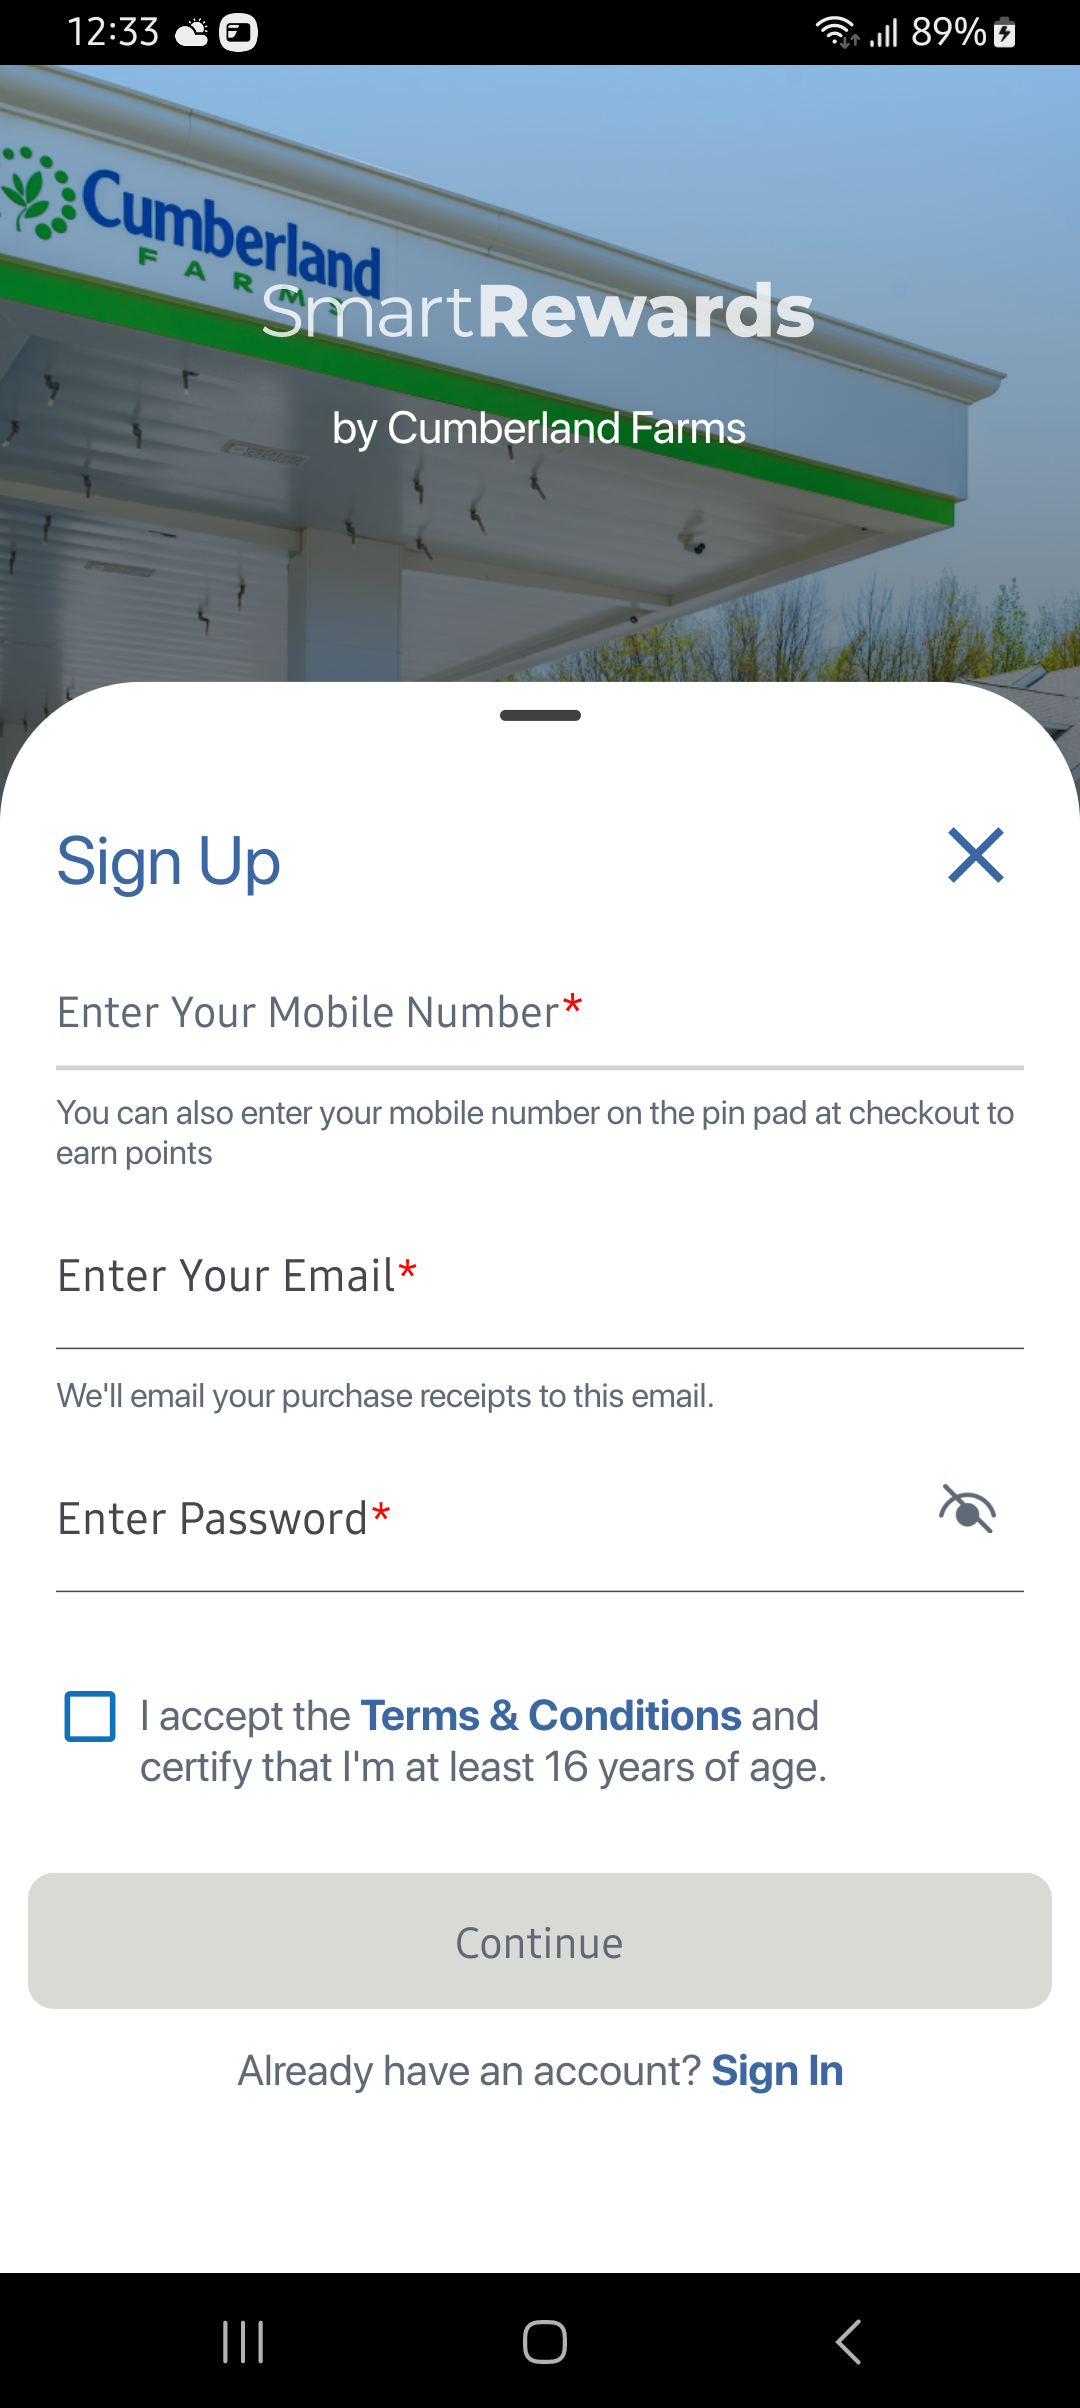 12:33
89%
Cumberland
FARMS
SmartRewards
by Cumberland Farms
Sign Up
Enter Your Mobile Number*
You can also enter your mobile number on the pin pad at checkout to
earn points
Enter Your Email*
We'll email your purchase receipts to this email.
Enter Password*
I accept the Terms & Conditions and
certify that I'm at least 16 years of age.
Continue
Already have an account? Sign In